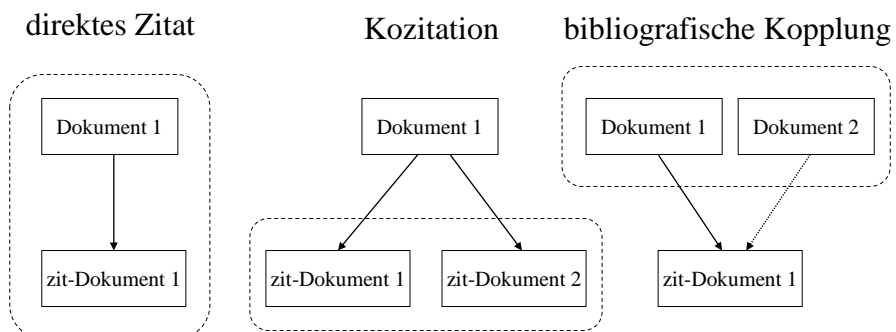 direktes Zitat
Kozitation
bibliografische Kopplung
Dokument 1
Dokument 1
Dokument 1
Dokument 2
zit-Dokument 1
zit-Dokument 1
zit-Dokument 2
zit-Dokument 1